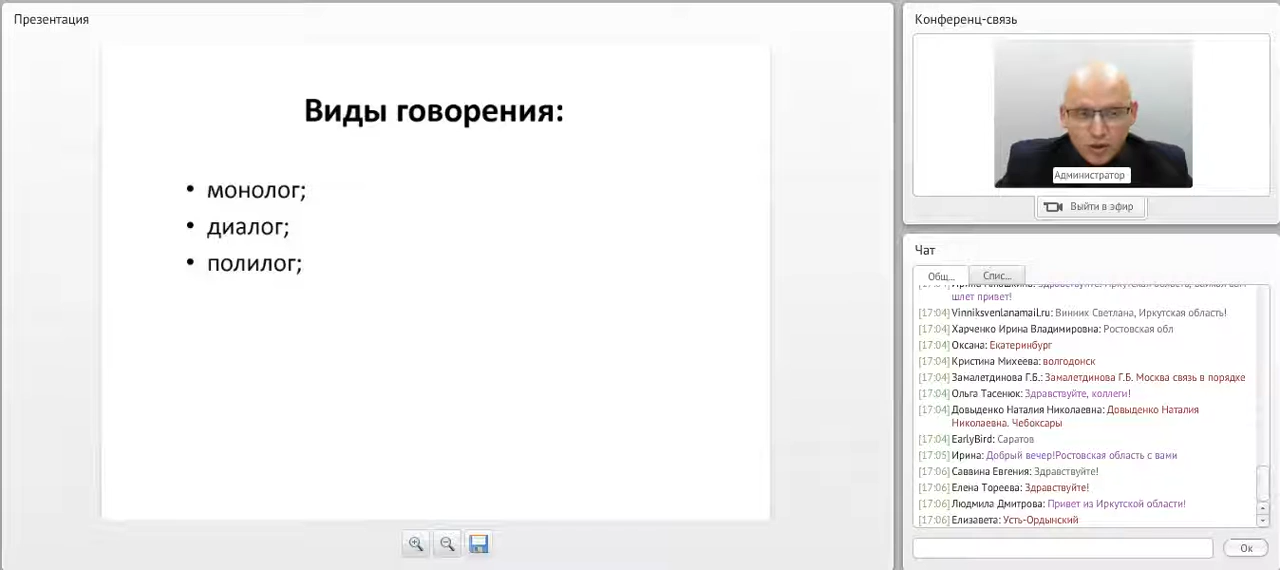 Презентация
Виды говорения:
• монолог;
• диалог;
• полилог;
Конференц-связь
Администратор
Выйти в эфир
Чат
Общ...
Спис...
шлет привет!
[17:04] Vinniksvenlanamail.ru: Винник Светлана, Иркутская область!
[17:04] Харченко Ирина Владимировна: Ростовская обл
[17:04] Оксана: Екатеринбург
[17:04] Кристина Михеева: волгодонск
[17:04] Замалетдинова Г.Б.: Замалетдинова Г.Б. Москва связь в порядке
[17:04] Ольга Тасенюк: Здравствуйте, коллеги!
[17:04] Довыденко Наталия Николаевна: Довыденко Наталия
Николаевна. Чебоксары
[17:04] EarlyBird: Саратов
[17:05] Ирина: Добрый вечер!Ростовская область с вами
[17:06] Саввина Евгения: Здравствуйте!
[17:06] Елена Тореева: Здравствуйте!
[17:06] Людмила Дмитрова: Привет из Иркутской области!
[17:06] Елизавета: Усть-Ордынский
Ок